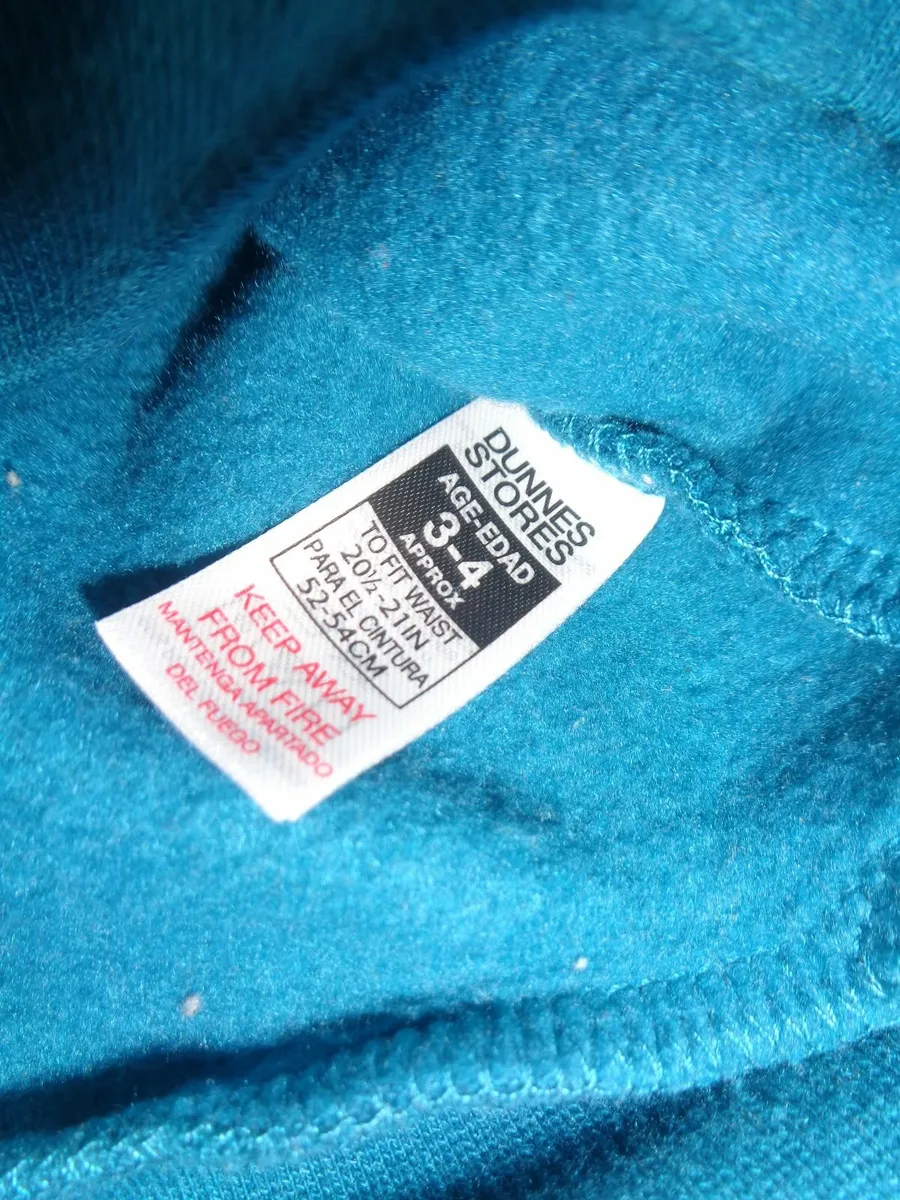 DUNNES
STORES
AGE-EDAD
3-4
APPROX
TO FIT WAIST
20½-21IN
PARA EL CINTURA
52-54CM
KEEP AWAY
FROM FIRE
MANTENGA APARTADO
DEL FUEGO